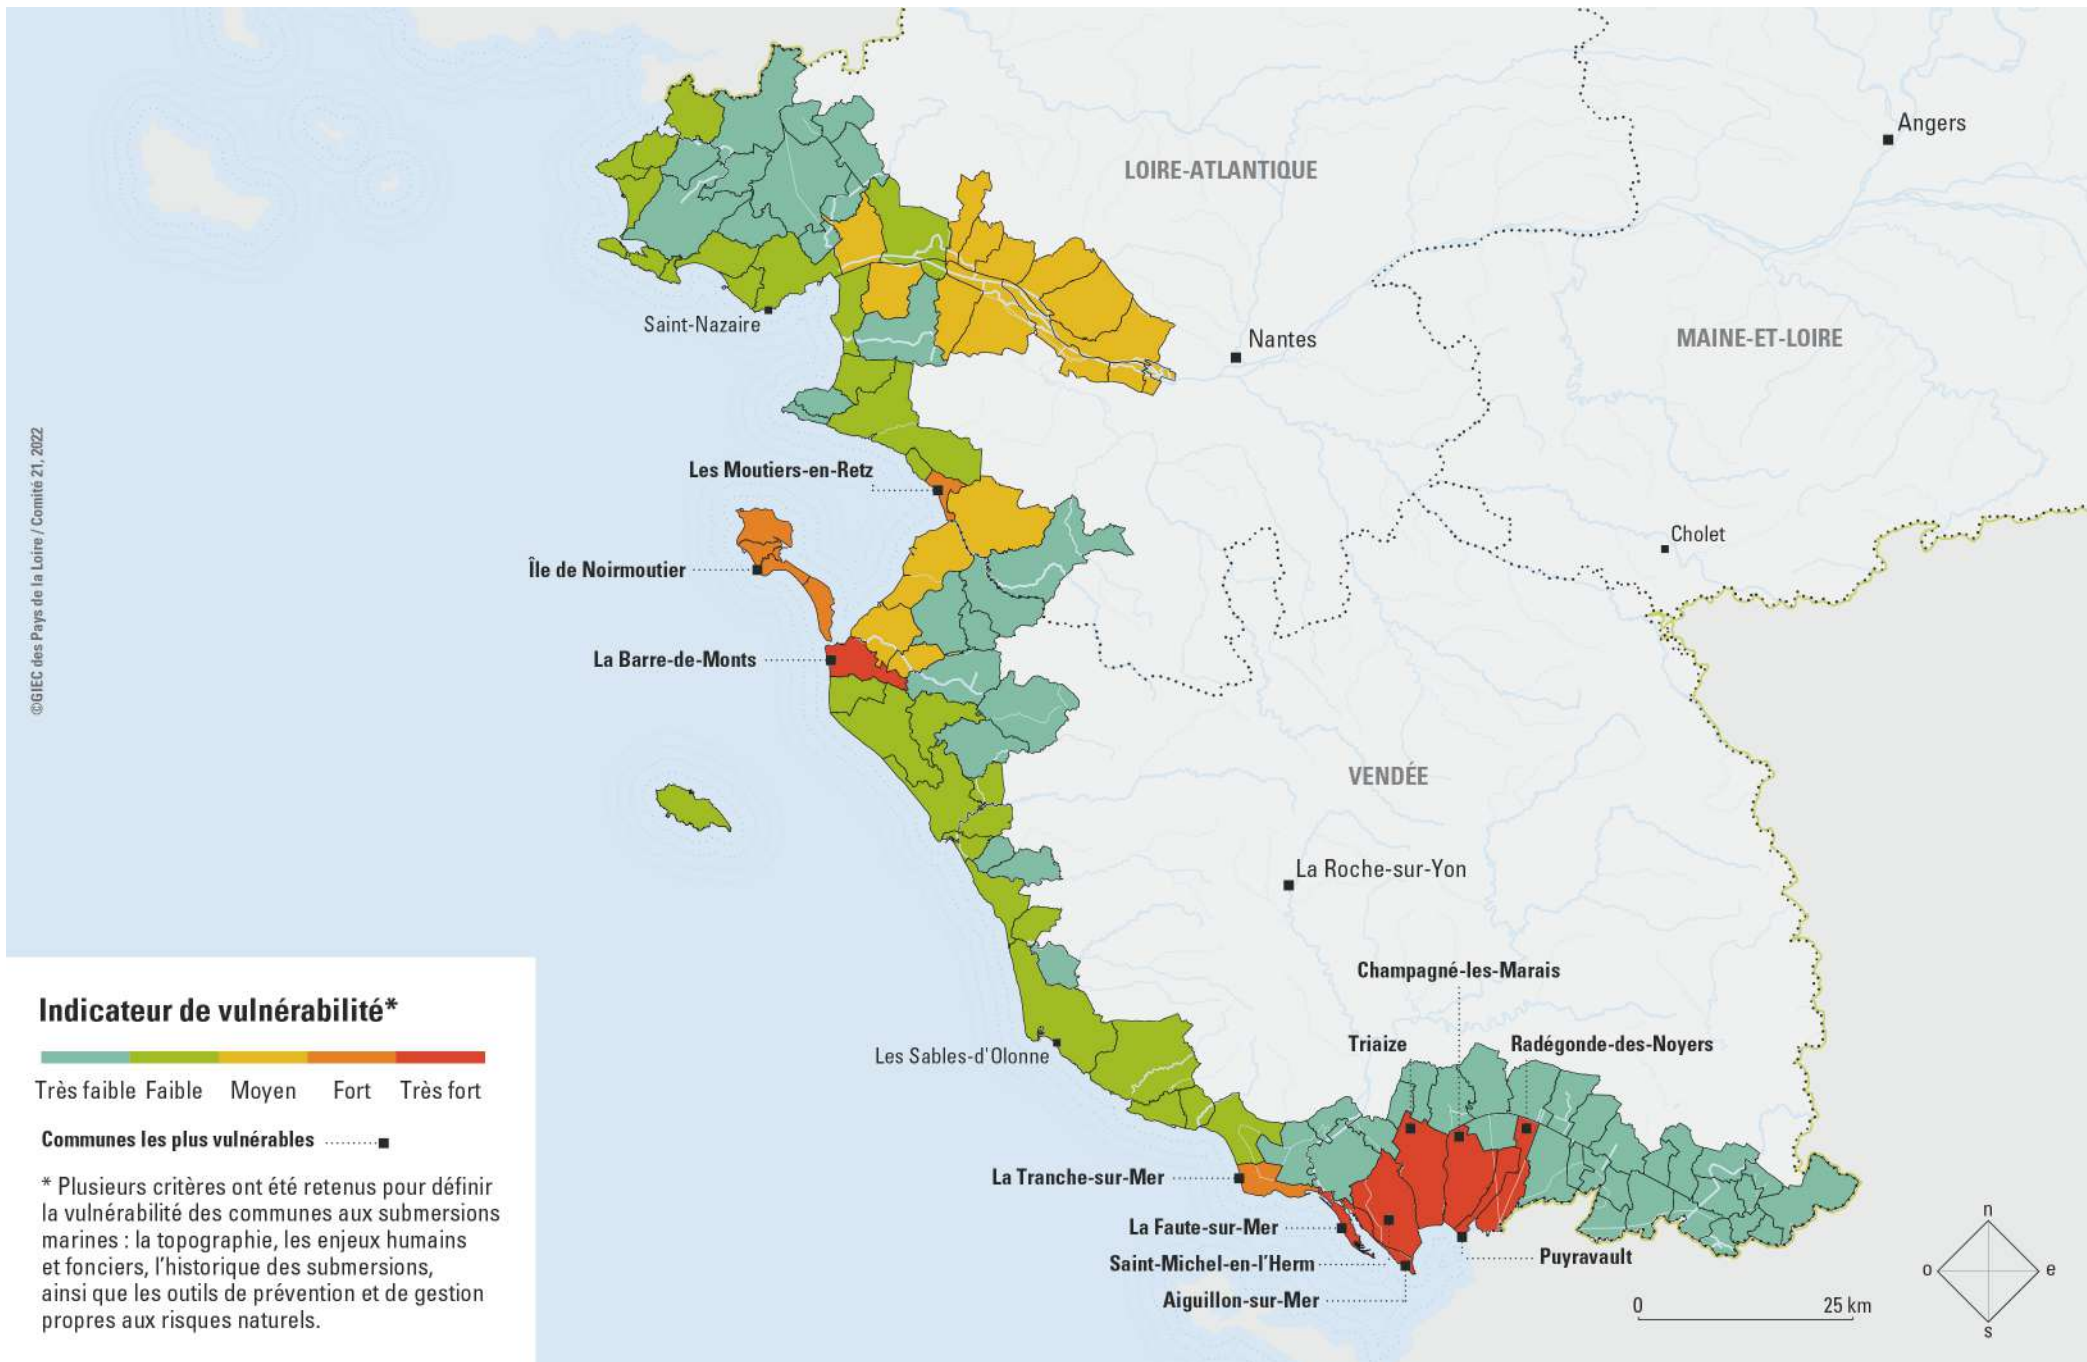 Angers
LOIRE-ATLANTIQUE
Saint-Nazaire
Nantes
MAINE-ET-LOIRE
Les Moutiers-en-Retz
Cholet
Île de Noirmoutier
La Barre-de-Monts
VENDÉE
La Roche-sur-Yon
Champagné-les-Marais
Triaize
Radégonde-des-Noyers
Les Sables-d'Olonne
La Tranche-sur-Mer
La Faute-sur-Mer
Saint-Michel-en-l'Herm
Puyravault
Aiguillon-sur-Mer
©GIEC des Pays de la Loire / Comité 21, 2022
Indicateur de vulnérabilité*
Très faible Faible Moyen Fort Très fort
Communes les plus vulnérables
* Plusieurs critères ont été retenus pour définir
la vulnérabilité des communes aux submersions
marines : la topographie, les enjeux humains
et fonciers, l'historique des submersions,
ainsi que les outils de prévention et de gestion
propres aux risques naturels.
0 25 km
n
o e
s